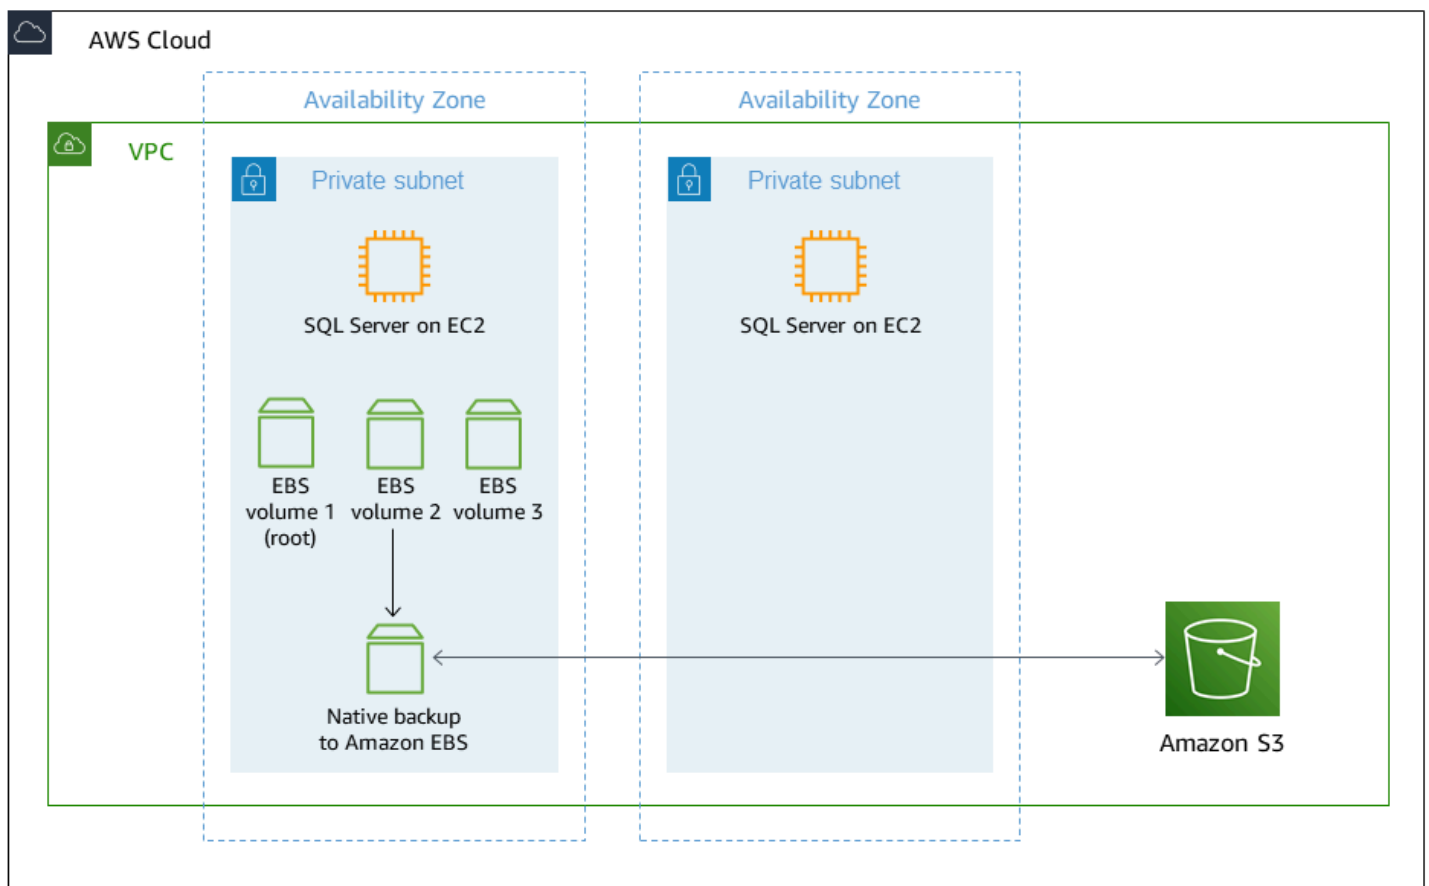 AWS Cloud
Availability Zone
Availability Zone
VPC
Private subnet
Private subnet
SQL Server on EC2
SQL Server on EC2
EBS
volume 1
(root)
EBS
volume 2
EBS
volume 3
Native backup
to Amazon EBS
Amazon S3